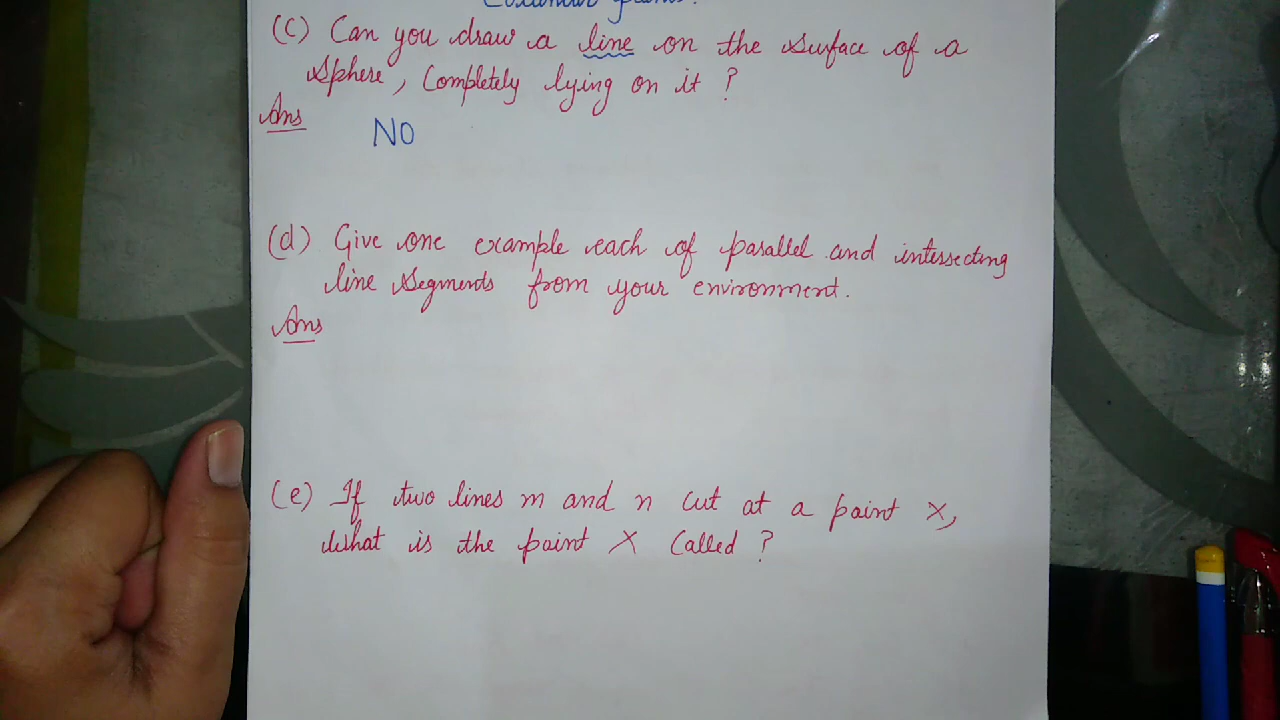 (c) Can you draw a line on the surface of a
sphere, completely lying on it ?
Ans
NO
(d) Give one example each of parallel and intersecting
line segments from your environment.
Ans
(e) If two lines m and n cut at a point X,
What is the point X called ?